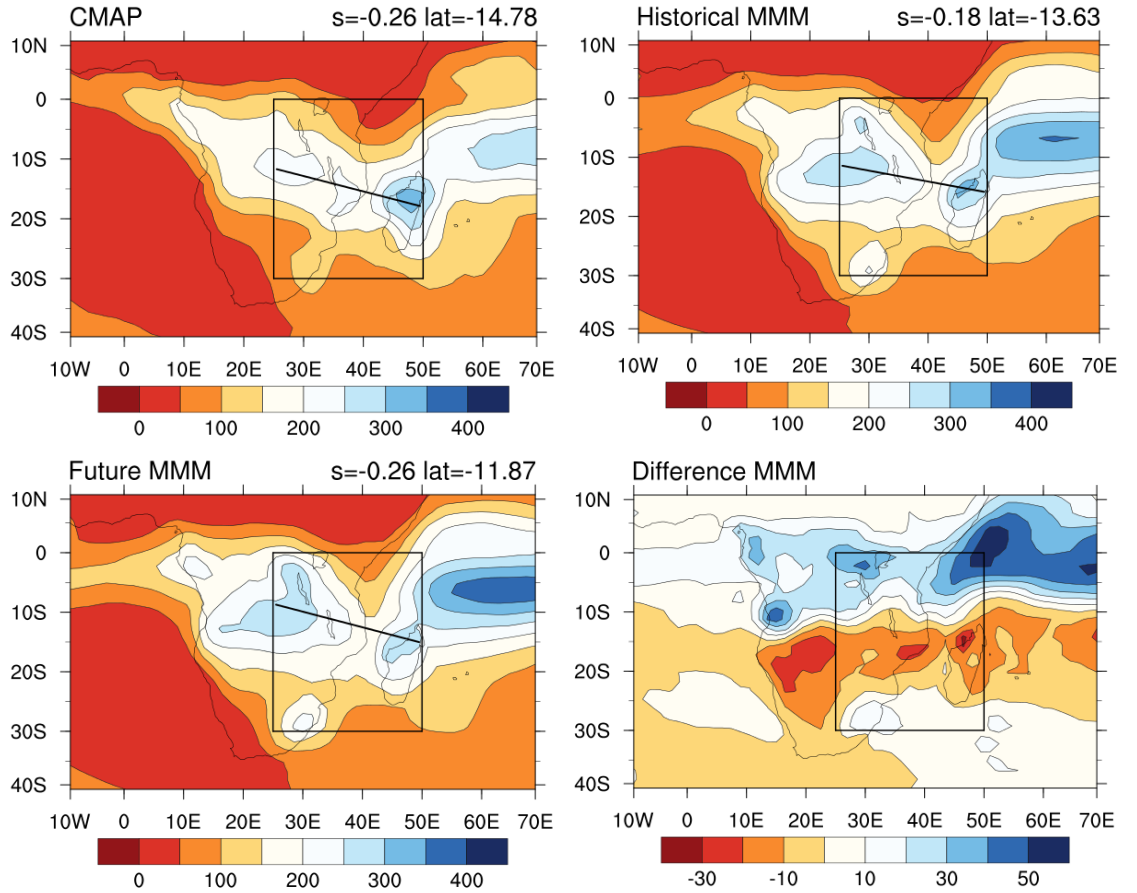 CMAP s=-0.26 lat=-14.78
10N
0
10S
20S
30S
40S
10W 0 10E 20E 30E 40E 50E 60E 70E
0 100 200 300 400
Historical MMM s=-0.18 lat=-13.63
10N
0
10S
20S
30S
40S
10W 0 10E 20E 30E 40E 50E 60E 70E
0 100 200 300 400
Future MMM s=-0.26 lat=-11.87
10N
0
10S
20S
30S
40S
10W 0 10E 20E 30E 40E 50E 60E 70E
0 100 200 300 400
Difference MMM
10N
0
10S
20S
30S
40S
10W 0 10E 20E 30E 40E 50E 60E 70E
-30 -10 10 30 50